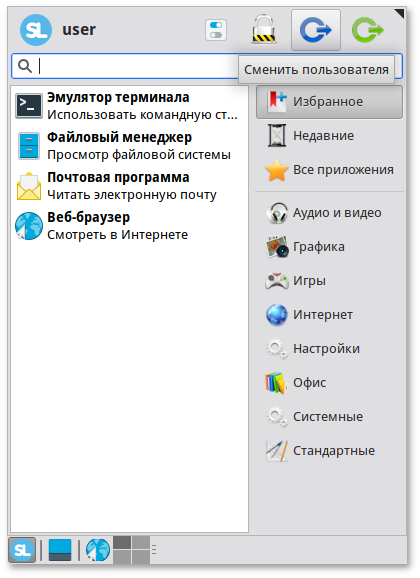 SL user
Сменить пользователя
Эмулятор терминала
Использовать командную ст...
Файловый менеджер
Просмотр файловой системы
Почтовая программа
Читать электронную почту
Веб-браузер
Смотреть в Интернете
Избранное
Недавние
Все приложения
Аудио и видео
Графика
Игры
Интернет
Настройки
Офис
Системные
Стандартные
SL